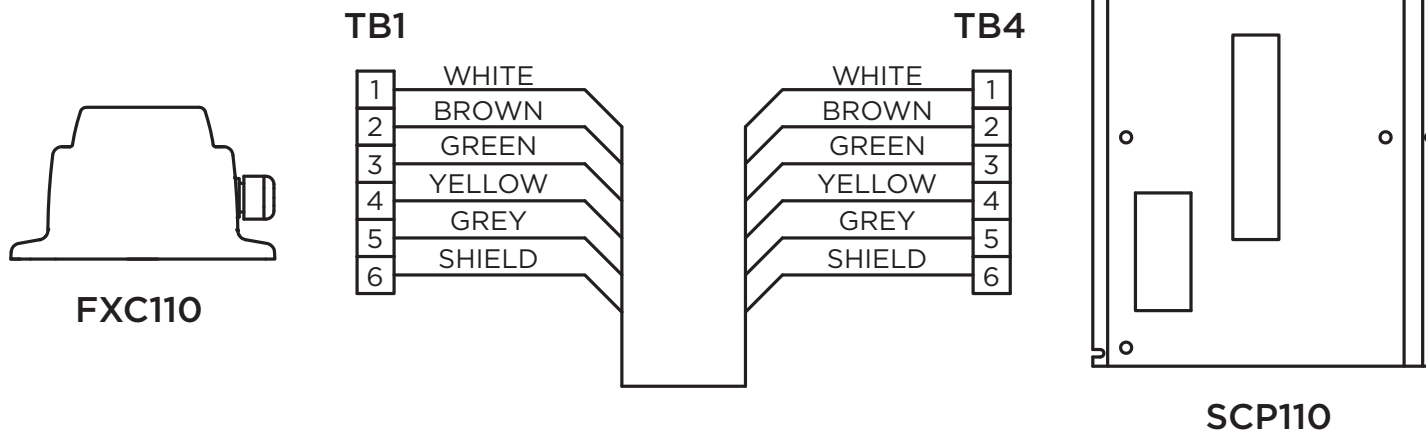 TB1
TB4
1 WHITE WHITE 1
2 BROWN BROWN 2
3 GREEN GREEN 3
4 YELLOW YELLOW 4
5 GREY GREY 5
6 SHIELD SHIELD 6
FXC110
SCP110